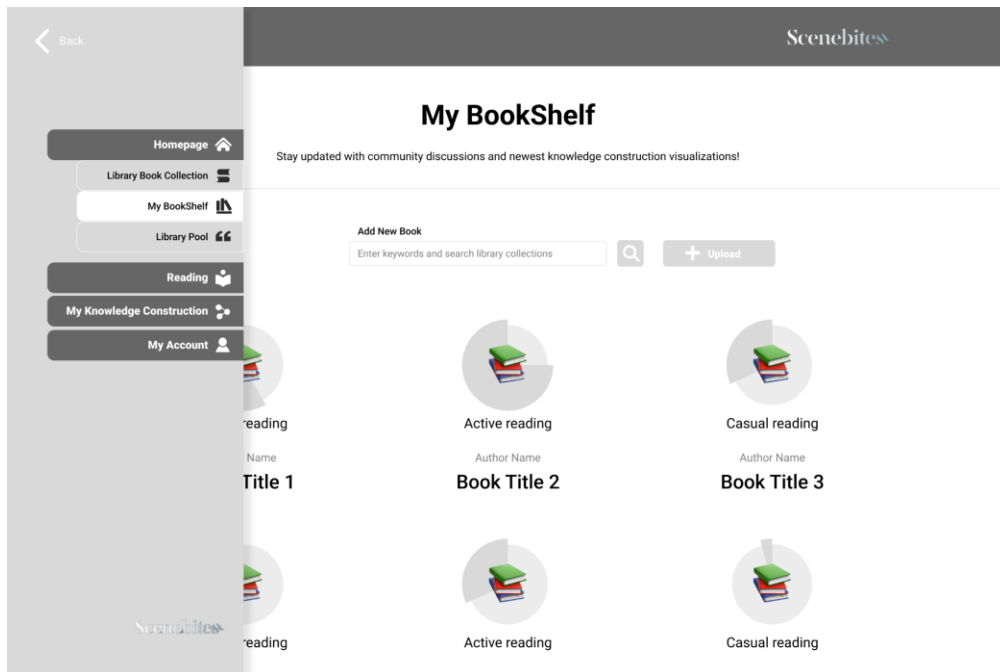 Back
Scenebites
My BookShelf
Stay updated with community discussions and newest knowledge construction visualizations!
Homepage
Library Book Collection
My BookShelf
Library Pool
Reading
My Knowledge Construction
My Account
Add New Book
Enter keywords and search library collections
Upload
reading
Active reading
Casual reading
Name
Author Name
Author Name
Title 1
Book Title 2
Book Title 3
reading
Active reading
Casual reading
Scenebites